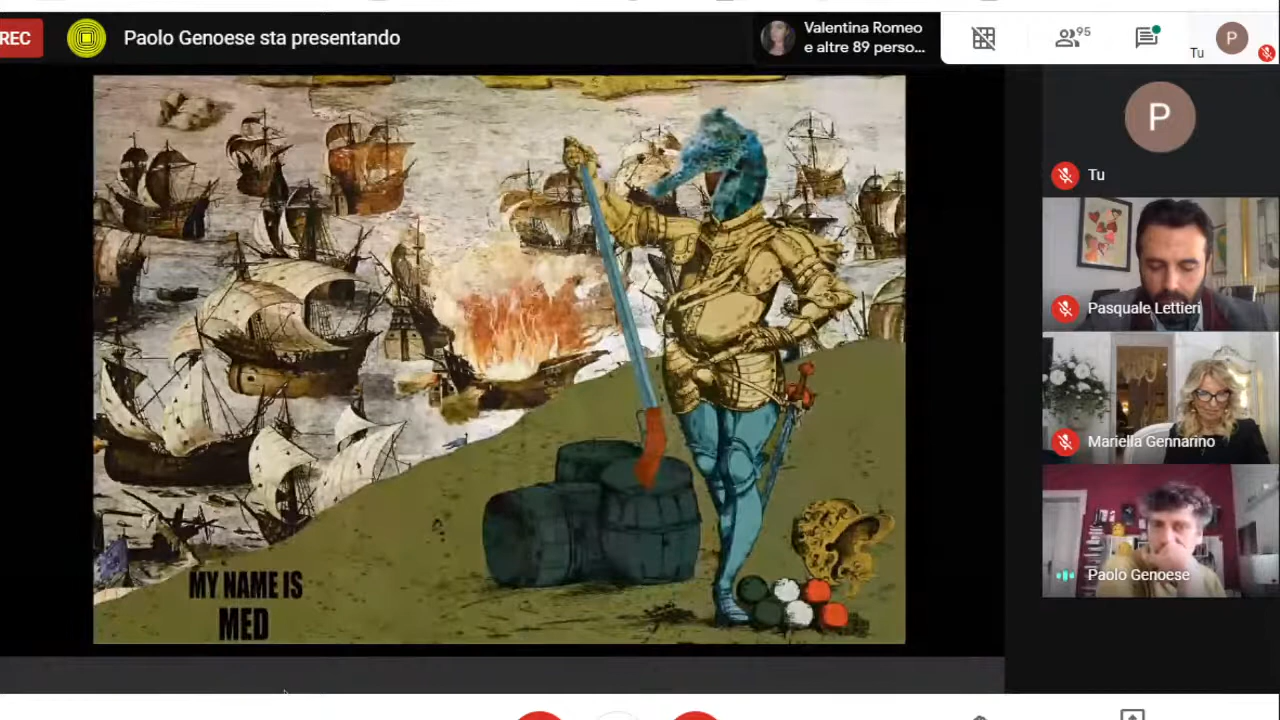 REC
Paolo Genoese sta presentando
Valentina Romeo
e altre 89 perso...
95
Tu
P
P
Tu
Pasquale Lettieri
Mariella Gennarino
Paolo Genoese
MY NAME IS
MED